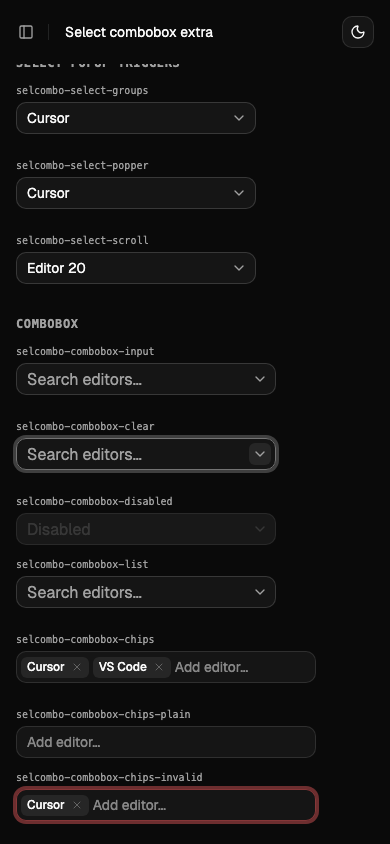 Select combobox extra
SELECT POPUP TRIGGERS
selcombo-select-groups
Cursor
selcombo-select-popper
Cursor
selcombo-select-scroll
Editor 20
COMBOBOX
selcombo-combobox-input
Search editors...
selcombo-combobox-clear
Search editors...
selcombo-combobox-disabled
Disabled
selcombo-combobox-list
Search editors...
selcombo-combobox-chips
Cursor VS Code Add editor...
selcombo-combobox-chips-plain
Add editor...
selcombo-combobox-chips-invalid
Cursor Add editor...